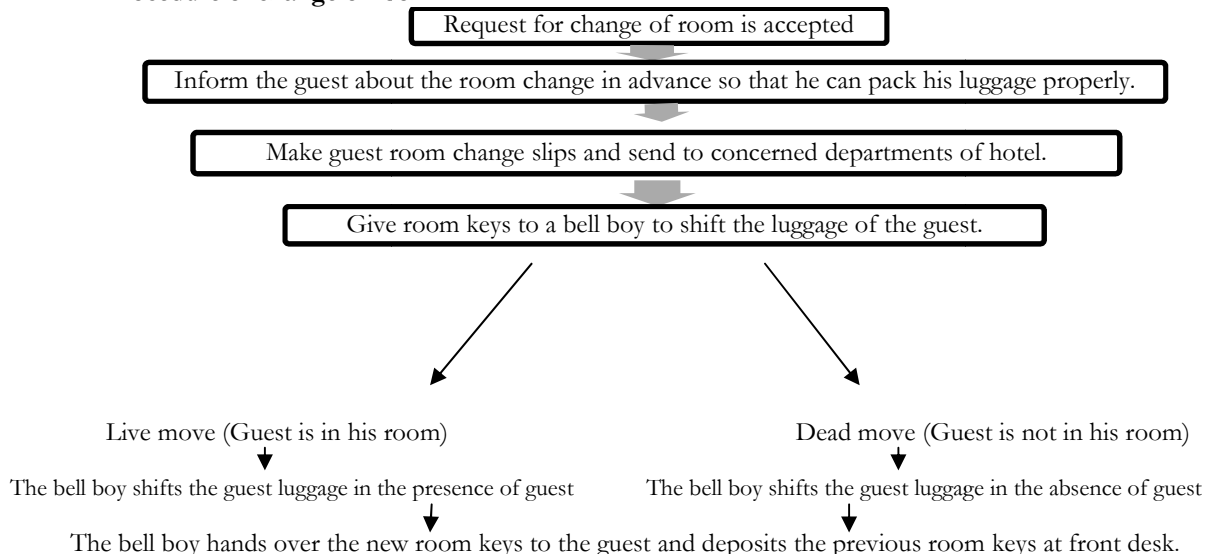 Request for change of room is accepted
Inform the guest about the room change in advance so that he can pack his luggage properly.
Make guest room change slips and send to concerned departments of hotel.
Give room keys to a bell boy to shift the luggage of the guest.
Live move (Guest is in his room)
Dead move (Guest is not in his room)
The bell boy shifts the guest luggage in the presence of guest
The bell boy shifts the guest luggage in the absence of guest
The bell boy hands over the new room keys to the guest and deposits the previous room keys at front desk.